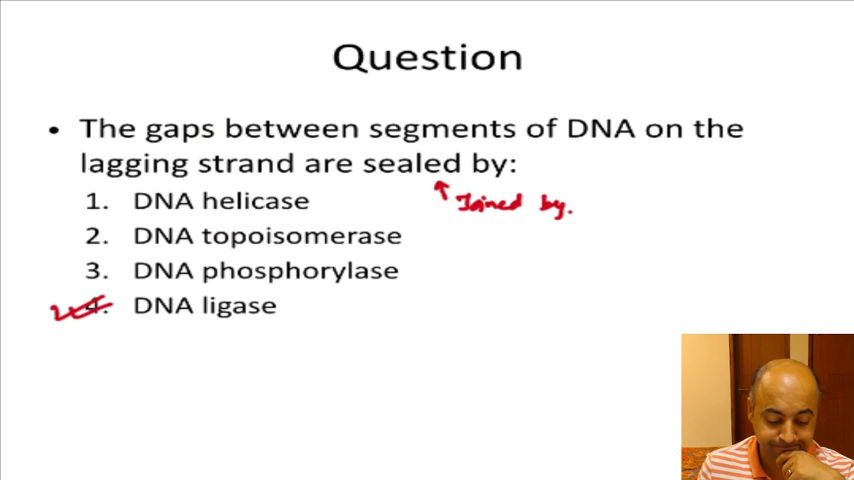 Question
• The gaps between segments of DNA on the
lagging strand are sealed by:
1. DNA helicase
Joined by.
2. DNA topoisomerase
3. DNA phosphorylase
4. DNA ligase